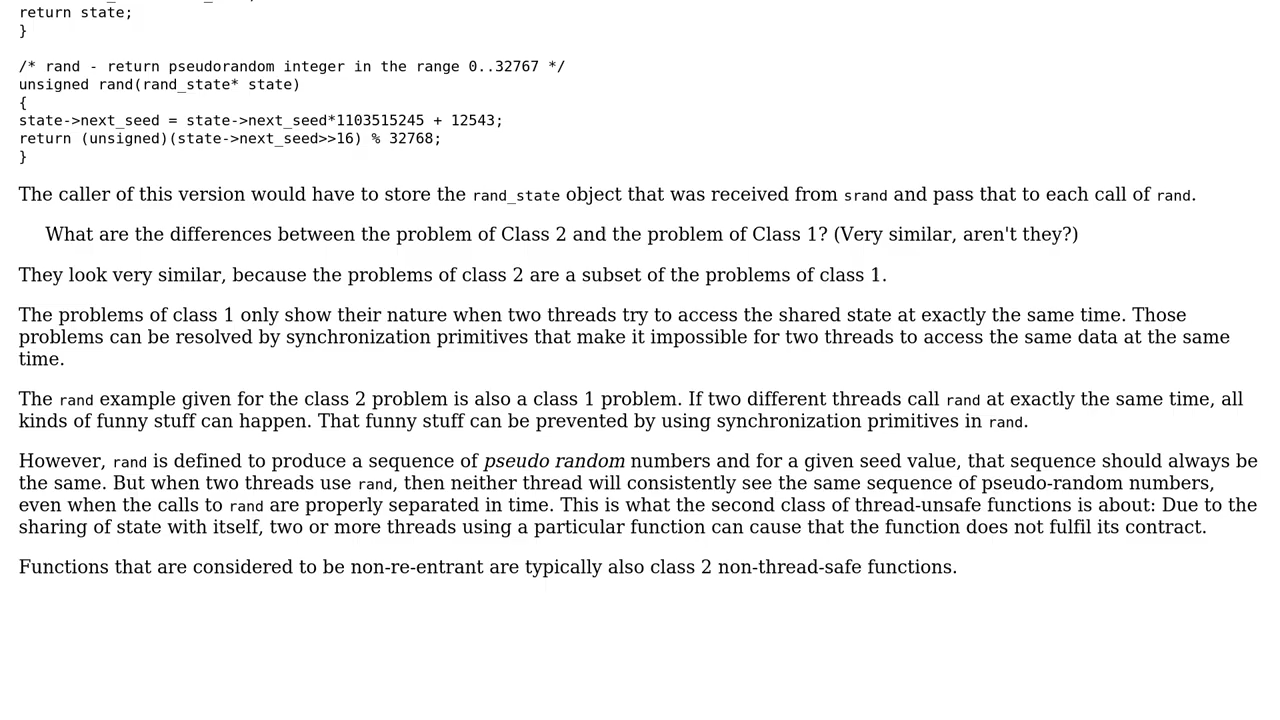 return state;
}
/* rand - return pseudorandom integer in the range 0..32767 */
unsigned rand(rand_state* state)
{
state->next_seed = state->next_seed*1103515245 + 12543;
return (unsigned)(state->next_seed>>16) % 32768;
}
The caller of this version would have to store the rand_state object that was received from srand and pass that to each call of rand.
What are the differences between the problem of Class 2 and the problem of Class 1? (Very similar, aren't they?)
They look very similar, because the problems of class 2 are a subset of the problems of class 1.
The problems of class 1 only show their nature when two threads try to access the shared state at exactly the same time. Those
problems can be resolved by synchronization primitives that make it impossible for two threads to access the same data at the same
time.
The rand example given for the class 2 problem is also a class 1 problem. If two different threads call rand at exactly the same time, all
kinds of funny stuff can happen. That funny stuff can be prevented by using synchronization primitives in rand.
However, rand is defined to produce a sequence of pseudo random numbers and for a given seed value, that sequence should always be
the same. But when two threads use rand, then neither thread will consistently see the same sequence of pseudo-random numbers,
even when the calls to rand are properly separated in time. This is what the second class of thread-unsafe functions is about: Due to the
sharing of state with itself, two or more threads using a particular function can cause that the function does not fulfil its contract.
Functions that are considered to be non-re-entrant are typically also class 2 non-thread-safe functions.